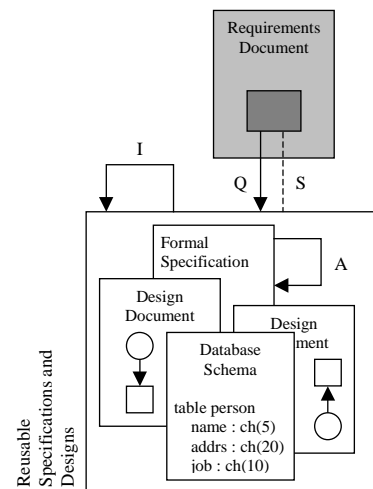 Requirements
Document
I
Q
S
Formal
Specification
A
Design
Document
Design
ment
Database
Schema
table person
name : ch(5)
addrs : ch(20)
job : ch(10)
Reusable
Specifications and
Designs